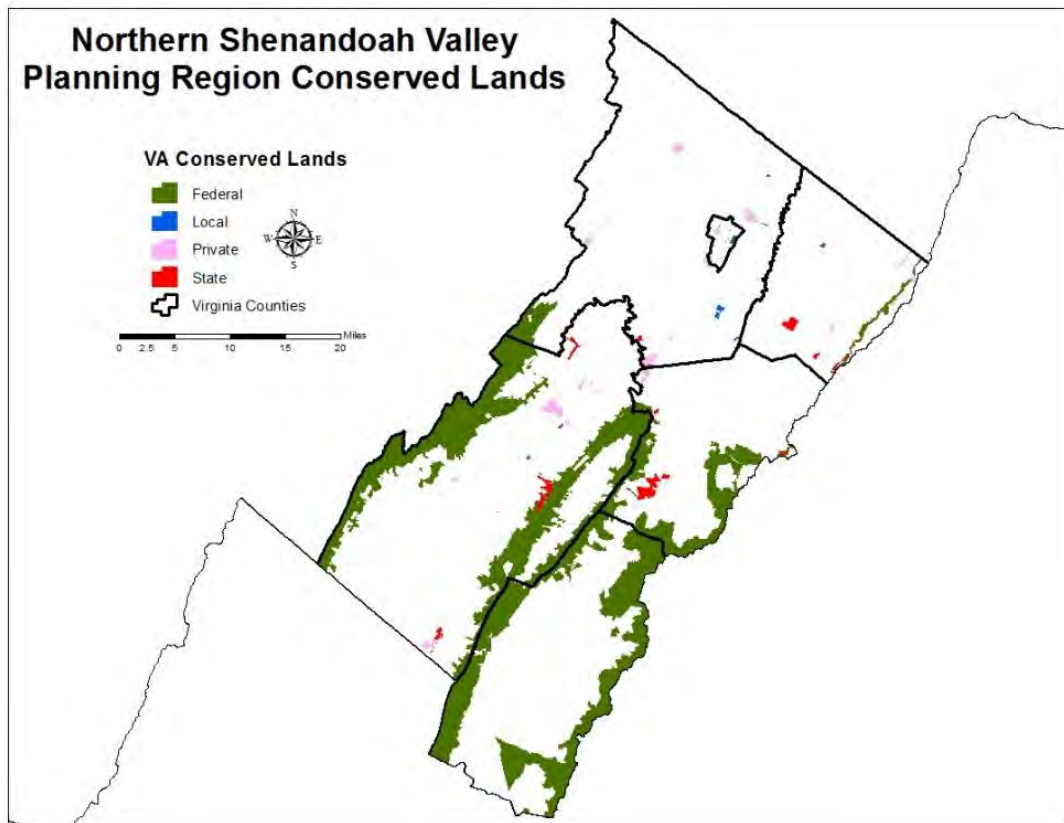 Northern Shenandoah Valley
Planning Region Conserved Lands
VA Conserved Lands
Federal
Local
Private
State
Virginia Counties
N
W E
S
Miles
0 2.5 5 10 15 20